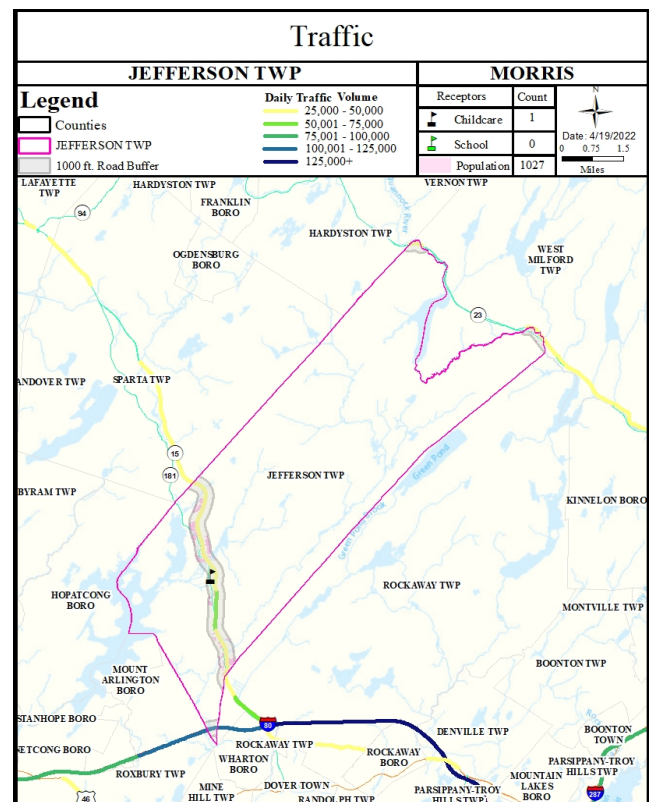 Traffic
JEFFERSON TWP
MORRIS
Legend
Counties
JEFFERSON TWP
1000 ft. Road Buffer
Daily Traffic Volume
25,000 - 50,000
50,001 - 75,000
75,001 - 100,000
100,001 - 125,000
125,000+
Receptors Count
Childcare 1
School 0
Population 1027
N
Date: 4/19/2022
0 0.75 1.5
Miles
LAFAYETTE
TWP
HARDYSTON TWP
VERNON TWP
94
FRANKLIN
BORO
HARDYSTON TWP
OGDENSBURG
BORO
WEST
MILFORD
TWP
23
ANDOVER TWP
SPARTA TWP
15
181
JEFFERSON TWP
Green Pond
BYRAM TWP
KINNELON BORO
Green Pond Brook
ROCKAWAY TWP
HOPATCONG
BORO
MONTVILLE TWP
MOUNT
ARLINGTON
BORO
BOONTON TWP
STANHOPE BORO
80
DENVILLE TWP
BOONTON
TOWN
NETCONG BORO
ROCKAWAY TWP
ROCKAWAY
BORO
WHARTON
BORO
PARSIPPANY-TROY
HILLS TWP
ROXBURY TWP
MINE
HILL TWP
DOVER TOWN
RANDOLPH TWP
PARSIPPANY-TROY
HILLS TWP
MOUNTAIN
LAKES
BORO
46
287